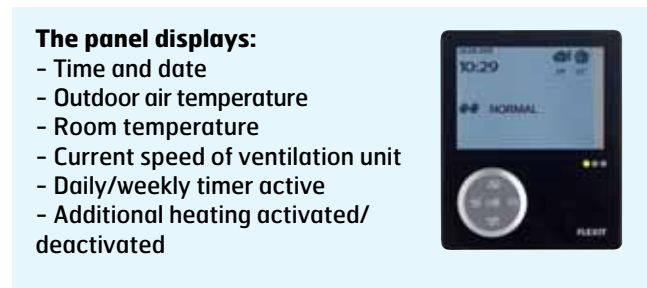 The panel displays:
– Time and date
– Outdoor air temperature
– Room temperature
– Current speed of ventilation unit
– Daily/weekly timer active
– Additional heating activated/
deactivated
10:29
NORMAL
FLEXIT